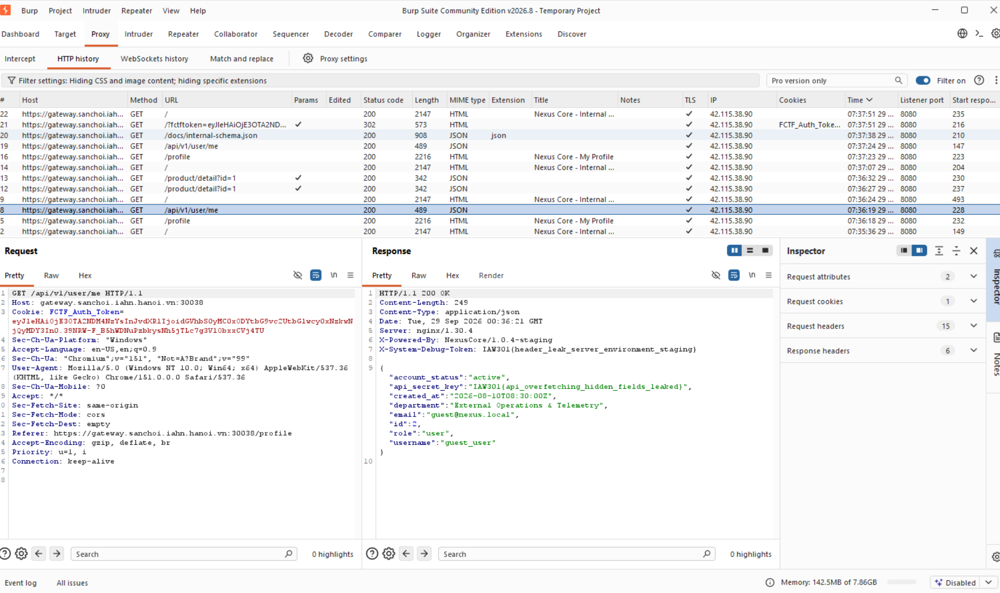 Burp Project Intruder Repeater View Help Burp Suite Community Edition v2026.8 - Temporary Project
Dashboard Target Proxy Intruder Repeater Collaborator Sequencer Decoder Comparer Logger Organizer Extensions Discover
Intercept HTTP history WebSockets history Match and replace Proxy settings
Filter settings: Hiding CSS and image content; hiding specific extensions Pro version only Filter on
# Host Method URL Params Edited Status code Length MIME type Extension Title Notes TLS IP Cookies Time Listener port Start respo...
22 https://gateway.sanchoi.iah... GET / 200 2147 HTML Nexus Core - Internal ... ✓ 42.115.38.90 07:37:51 29 ... 8080 235
21 https://gateway.sanchoi.iah... GET /?fctftoken=eyJleHAiOjE3OTA2ND... ✓ 302 573 HTML ✓ 42.115.38.90 FCTF_Auth_Toke... 07:37:51 29 ... 8080 216
20 https://gateway.sanchoi.iah... GET /docs/internal-schema.json 200 908 JSON json ✓ 42.115.38.90 07:37:38 29 ... 8080 210
19 https://gateway.sanchoi.iah... GET /api/v1/user/me 200 489 JSON ✓ 42.115.38.90 07:37:24 29 ... 8080 147
16 https://gateway.sanchoi.iah... GET /profile 200 2216 HTML Nexus Core - My Profile ✓ 42.115.38.90 07:37:23 29 ... 8080 223
14 https://gateway.sanchoi.iah... GET / 200 2147 HTML Nexus Core - Internal ... ✓ 42.115.38.90 07:37:07 29 ... 8080 204
13 https://gateway.sanchoi.iah... GET /product/detail?id=1 ✓ 200 342 JSON ✓ 42.115.38.90 07:36:32 29 ... 8080 230
12 https://gateway.sanchoi.iah... GET /product/detail?id=1 ✓ 200 342 JSON ✓ 42.115.38.90 07:36:27 29 ... 8080 237
9 https://gateway.sanchoi.iah... GET / 200 2147 HTML Nexus Core - Internal ... ✓ 42.115.38.90 07:36:24 29 ... 8080 493
8 https://gateway.sanchoi.iah... GET /api/v1/user/me 200 489 JSON ✓ 42.115.38.90 07:36:19 29 ... 8080 228
5 https://gateway.sanchoi.iah... GET /profile 200 2216 HTML Nexus Core - My Profile ✓ 42.115.38.90 07:36:18 29 ... 8080 232
2 https://gateway.sanchoi.iah... GET / 200 2147 HTML Nexus Core - Internal ... ✓ 42.115.38.90 07:35:36 29 ... 8080 149
Request
Pretty Raw Hex \n
1 GET /api/v1/user/me HTTP/1.1
2 Host: gateway.sanchoi.iahn.hanoi.vn:30038
3 Cookie: FCTF_Auth_Token=
4 Sec-Ch-Ua-Platform: "Windows"
5 Accept-Language: en-US,en;q=0.9
6 Sec-Ch-Ua: "Chromium";v="151", "Not=A?Brand";v="99"
7 User-Agent: Mozilla/5.0 (Windows NT 10.0; Win64; x64) AppleWebKit/537.36
(KHTML, like Gecko) Chrome/151.0.0.0 Safari/537.36
8 Sec-Ch-Ua-Mobile: ?0
9 Accept: */*
0 Sec-Fetch-Site: same-origin
1 Sec-Fetch-Mode: cors
2 Sec-Fetch-Dest: empty
3 Referer: https://gateway.sanchoi.iahn.hanoi.vn:30038/profile
4 Accept-Encoding: gzip, deflate, br
5 Priority: u=1, i
6 Connection: keep-alive
7
8
Search 0 highlights
Response
Pretty Raw Hex Render \n
1 HTTP/1.1 200 OK
2 Content-Length: 249
3 Content-Type: application/json
4 Date: Tue, 29 Sep 2026 00:36:21 GMT
5 Server: nginx/1.30.4
6 X-Powered-By: NexusCore/1.0.4-staging
7 X-System-Debug-Token: IAW301{header_leak_server_environment_staging}
8
9 {
"account_status":"active",
"api_secret_key":"IAW301{api_overfetching_hidden_fields_leaked}",
"created_at":"2026-08-10T08:30:00Z",
"department":"External Operations & Telemetry",
"email":"guest@nexus.local",
"id":2,
"role":"user",
"username":"guest_user"
}
10
Search 0 highlights
Inspector
Request attributes 2
Request cookies 1
Request headers 15
Response headers 6
Inspector
Notes
Event log All issues Memory: 142.5MB of 7.86GB Disabled